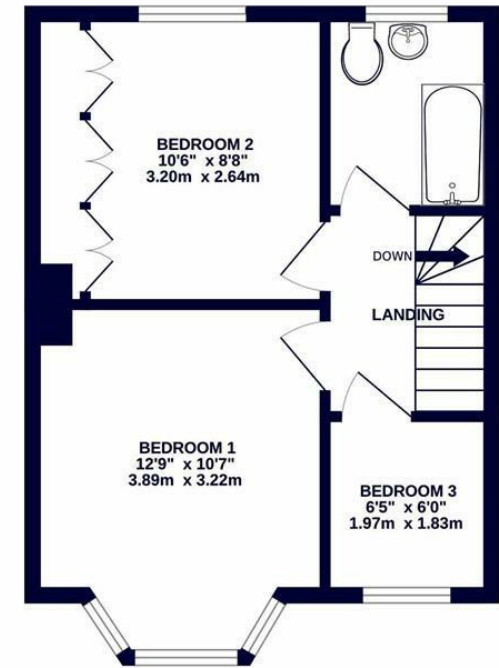 BEDROOM 2
10'6" x 8'8"
3.20m x 2.64m
DOWN
LANDING
BEDROOM 1
12'9" x 10'7"
3.89m x 3.22m
BEDROOM 3
6'5" x 6'0"
1.97m x 1.83m